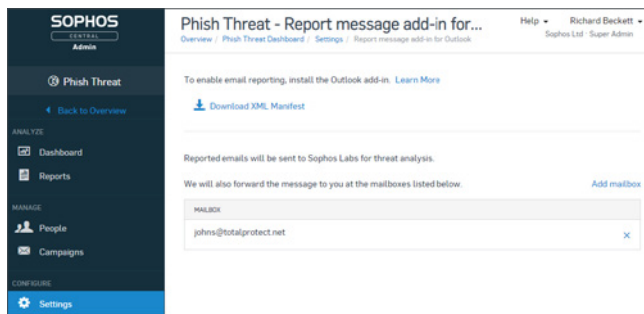 SOPHOS
CENTRAL
Admin
Phish Threat
Back to Overview
ANALYZE
Dashboard
Reports
MANAGE
People
Campaigns
CONFIGURE
Settings
Phish Threat - Report message add-in for...
Overview / Phish Threat Dashboard / Settings / Report message add-in for Outlook
Help Richard Beckett
Sophos Ltd · Super Admin
To enable email reporting, install the Outlook add-in. Learn More
Download XML Manifest
Reported emails will be sent to Sophos Labs for threat analysis.
We will also forward the message to you at the mailboxes listed below. Add mailbox
MAILBOX
johns@totalprotect.net